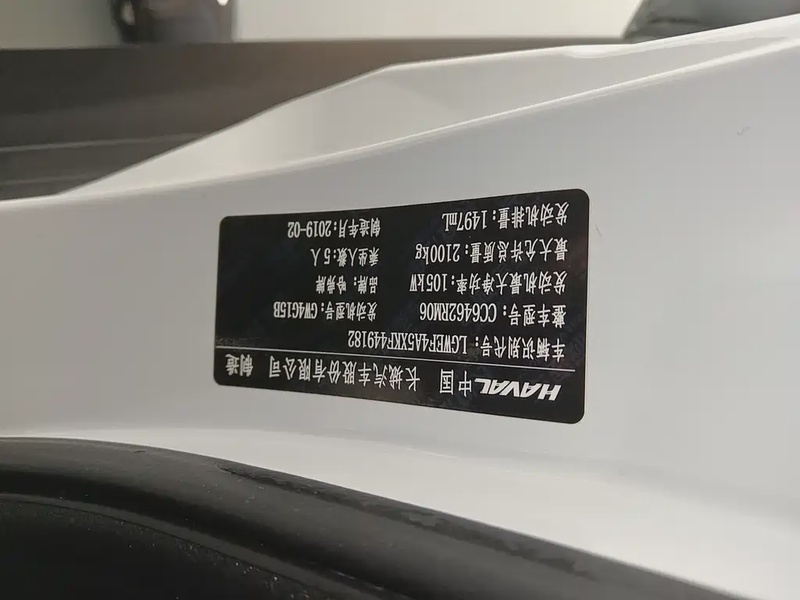 HAVAL 中国 长城汽车股份有限公司 制造
车辆识别代号：LGWEF4A5XKF449182
整车型号：CC6462RM06 发动机型号：GW4G15B
发动机最大净功率：105kW 品牌：哈弗牌
最大允许总质量：2100kg 乘坐人数：5人
发动机排量：1497mL 制造年月：2019-02